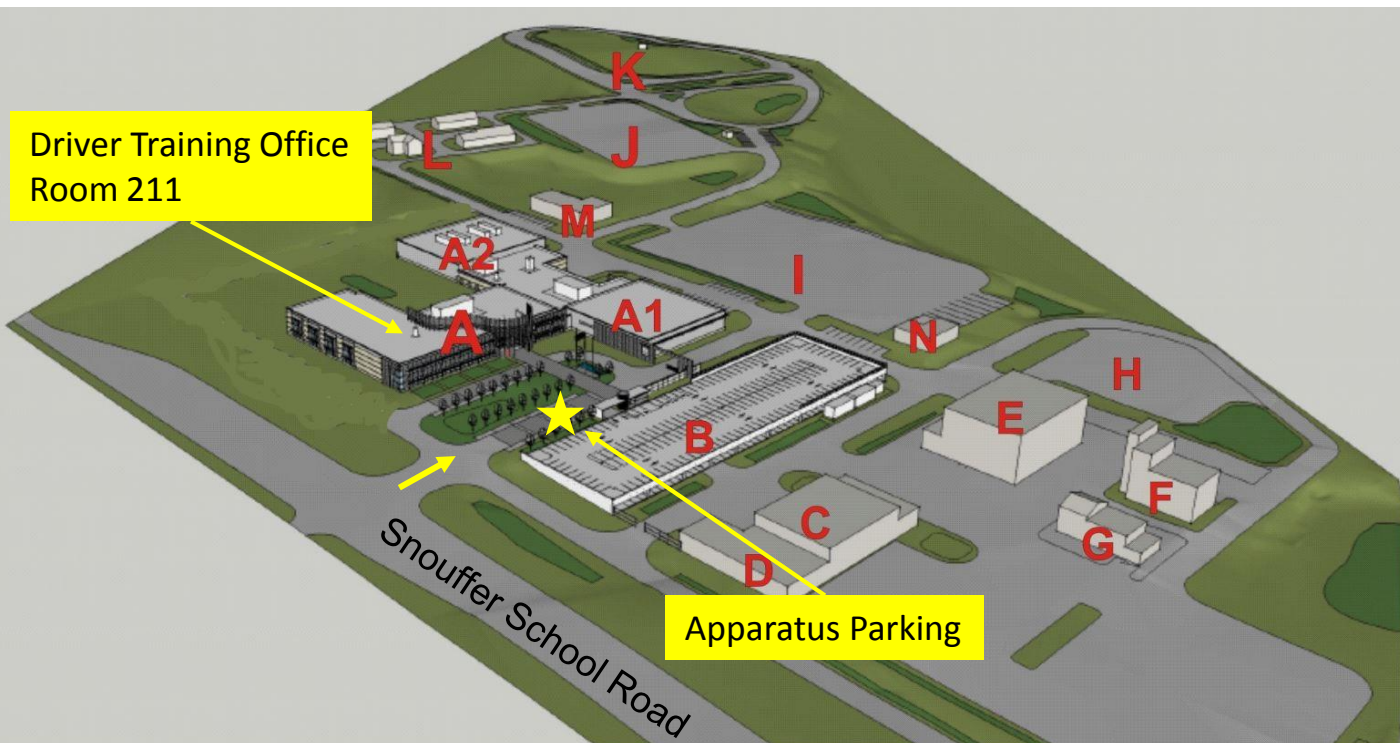 K
Driver Training Office
Room 211
L
J
M
A2
I
A
A1
N
H
B
E
C
F
D
G
Snouffer School Road
Apparatus Parking